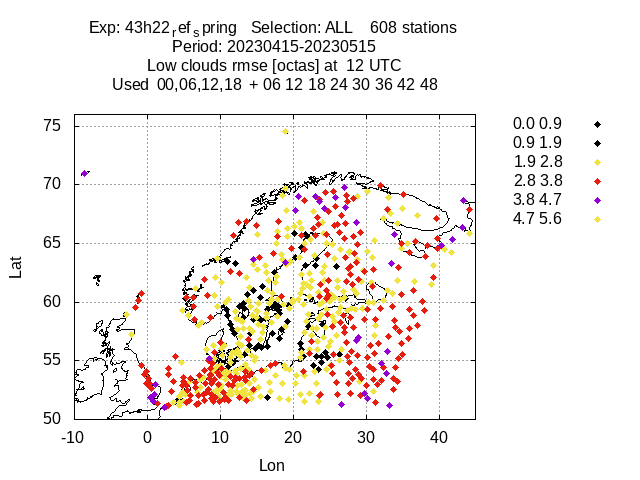 Exp: 43h22refspring Selection: ALL 608 stations
Period: 20230415-20230515
Low clouds rmse [octas] at 12 UTC
Used 00,06,12,18 + 06 12 18 24 30 36 42 48
0.0 0.9
0.9 1.9
1.9 2.8
2.8 3.8
3.8 4.7
4.7 5.6
75
70
65
60
55
50
Lat
-10 0 10 20 30 40
Lon